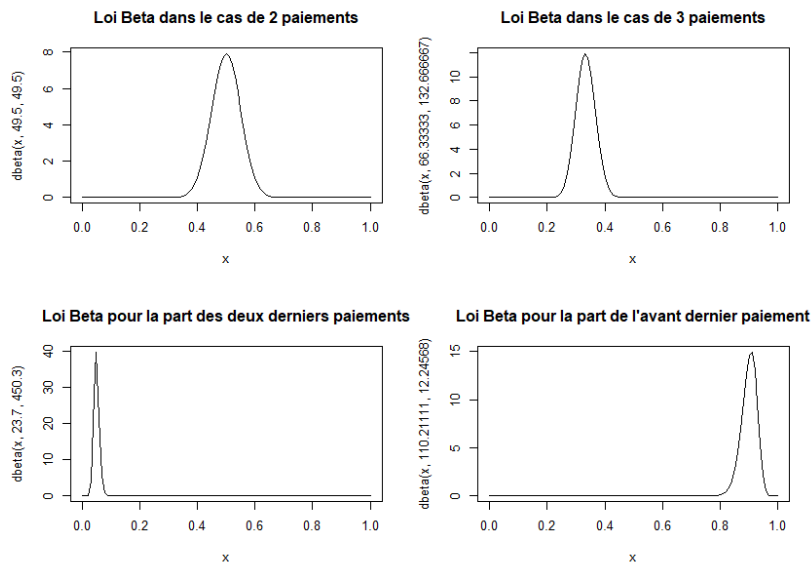 Loi Beta dans le cas de 2 paiements
dbeta(x, 49.5, 49.5)
8
6
4
2
0
0.0 0.2 0.4 0.6 0.8 1.0
x
Loi Beta dans le cas de 3 paiements
dbeta(x, 66.33333, 132.666667)
10
8
6
4
2
0
0.0 0.2 0.4 0.6 0.8 1.0
x
Loi Beta pour la part des deux derniers paiements
dbeta(x, 23.7, 450.3)
40
30
20
10
0
0.0 0.2 0.4 0.6 0.8 1.0
x
Loi Beta pour la part de l'avant dernier paiement
dbeta(x, 110.21111, 12.24568)
15
10
5
0
0.0 0.2 0.4 0.6 0.8 1.0
x